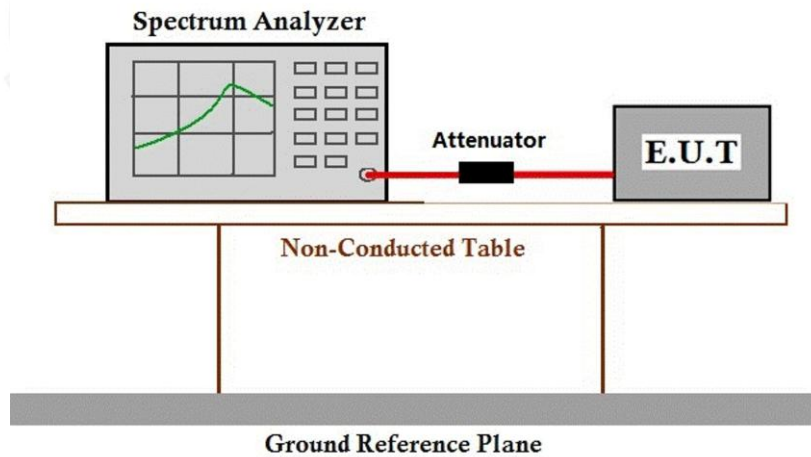 Spectrum Analyzer
Attenuator
E.U.T
Non-Conducted Table
Ground Reference Plane